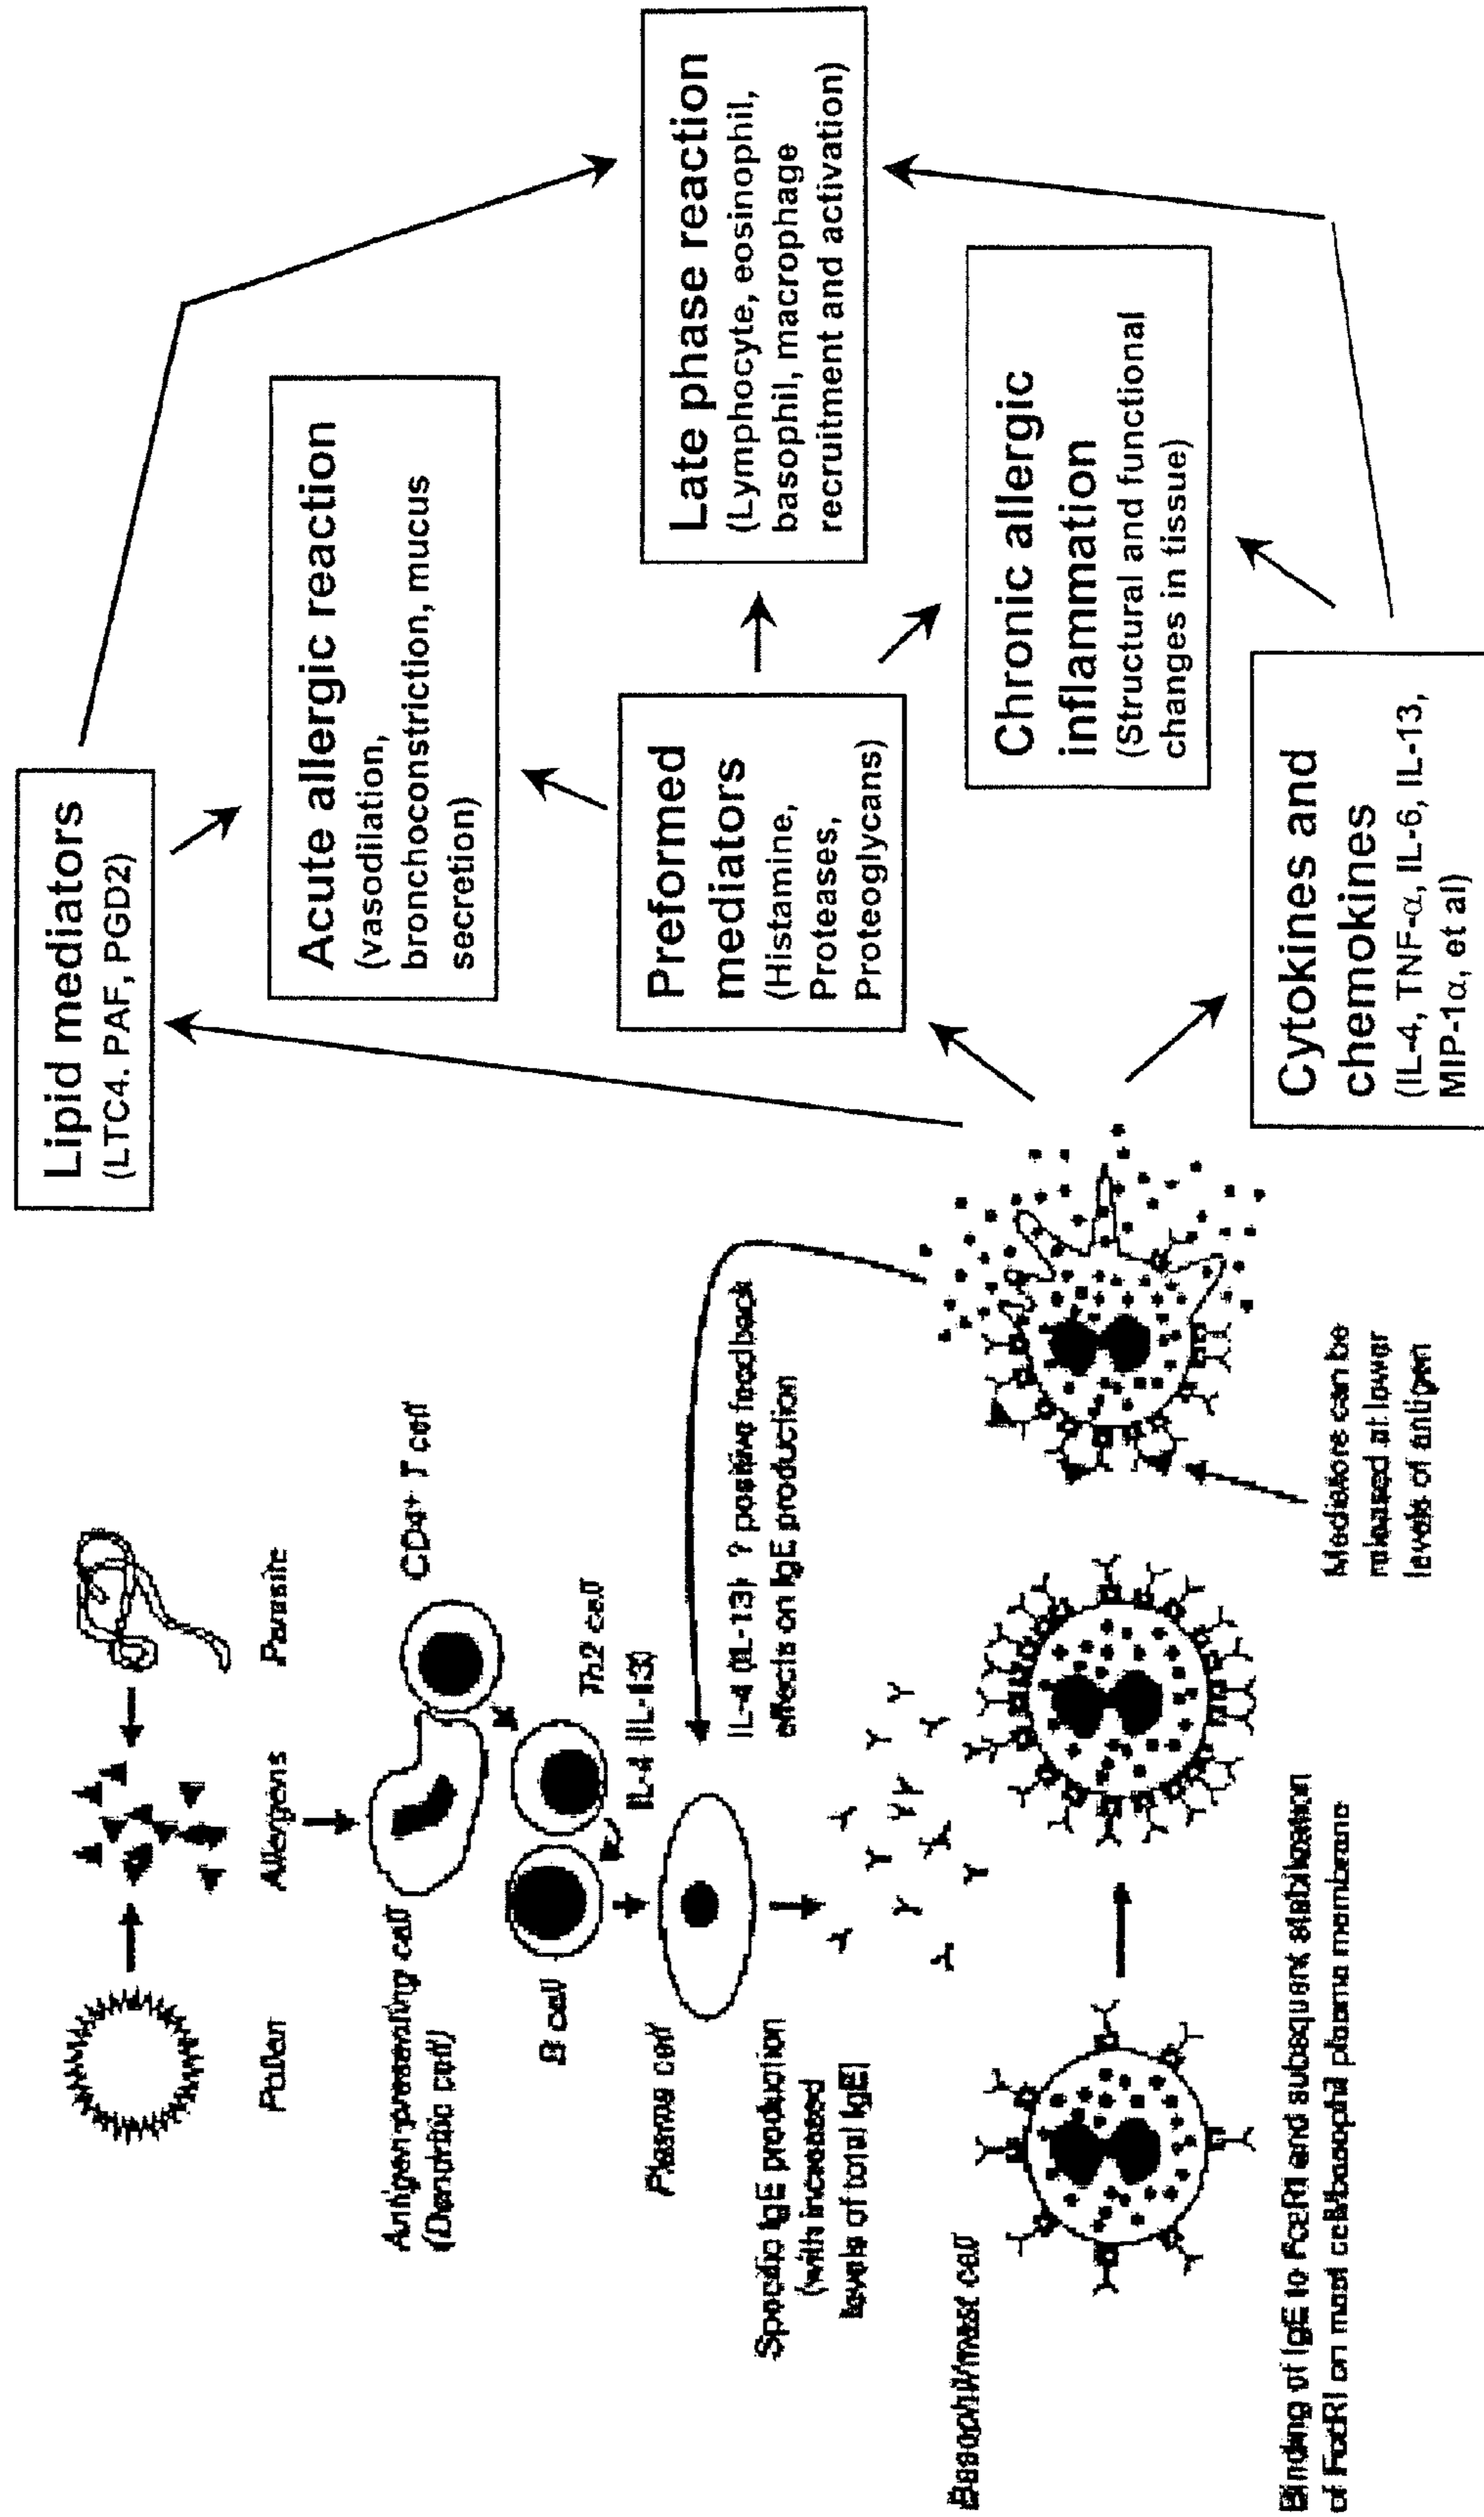 Pollen
Allergens
Parasite
Antigen presenting cell
(Dendritic cell)
CD4+ T cell
B cell
Th2 cell
IL-4 (IL-13)
Plasma cell
IL-4 (IL-13) ? positive feedback
effects on IgE production
Specific IgE production
(with increased
levels of total IgE)
Basophil/mast cell
Binding of IgE to FcεRI and subsequent stabilization
of FcεRI on mast cell/basophil plasma membrane
Mediators can be
released at lower
levels of antigen
Lipid mediators
(LTC4. PAF, PGD2)
Acute allergic reaction
(vasodilation,
bronchoconstriction, mucus
secretion)
Preformed
mediators
(Histamine,
Proteases,
Proteoglycans)
Late phase reaction
(Lymphocyte, eosinophil,
basophil, macrophage
recruitment and activation)
Chronic allergic
inflammation
(Structural and functional
changes in tissue)
Cytokines and
chemokines
(IL-4, TNF-α, IL-6, IL-13,
MIP-1α, et al)